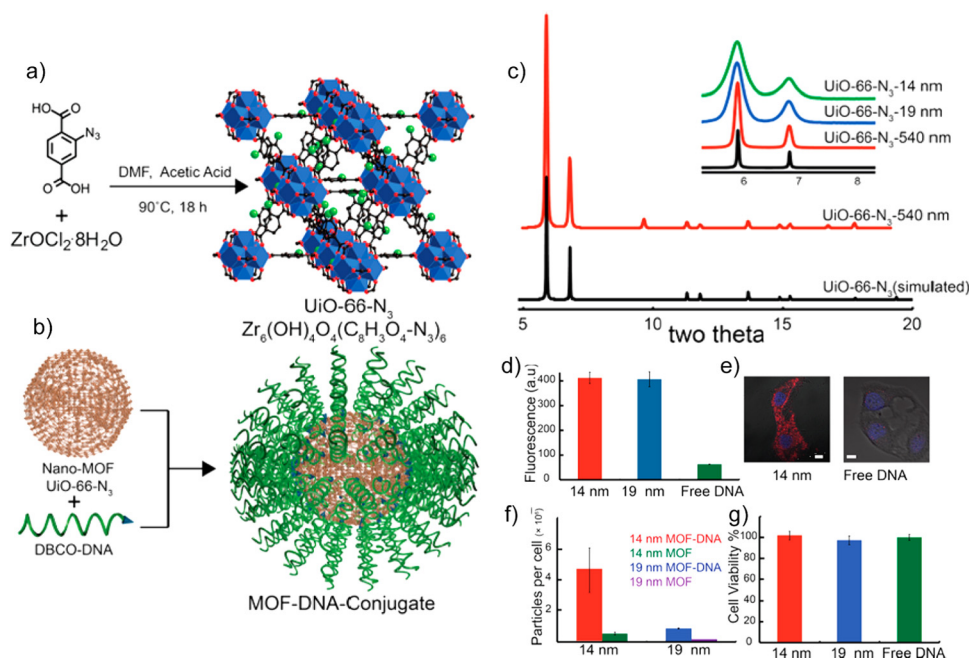 a)
HO
O
N₃
O
OH
+
ZrOCl₂·8H₂O
DMF, Acetic Acid
90°C, 18 h
UiO-66-N₃
Zr₆(OH)₄O₄(C₈H₃O₄-N₃)₆
b)
Nano-MOF
UiO-66-N₃
+
DBCO-DNA
MOF-DNA-Conjugate
c)
UiO-66-N₃-14 nm
UiO-66-N₃-19 nm
UiO-66-N₃-540 nm
6 7 8
UiO-66-N₃-540 nm
UiO-66-N₃(simulated)
5 10 15 20
two theta
d)
Fluorescence (a.u)
400
300
200
100
0
14 nm 19 nm Free DNA
e)
14 nm Free DNA
f)
Particles per cell
6
4
2
14 nm MOF-DNA
14 nm MOF
19 nm MOF-DNA
19 nm MOF
14 nm 19 nm
g)
Cell Viability %
120
100
80
60
40
20
0
14 nm 19 nm Free DNA